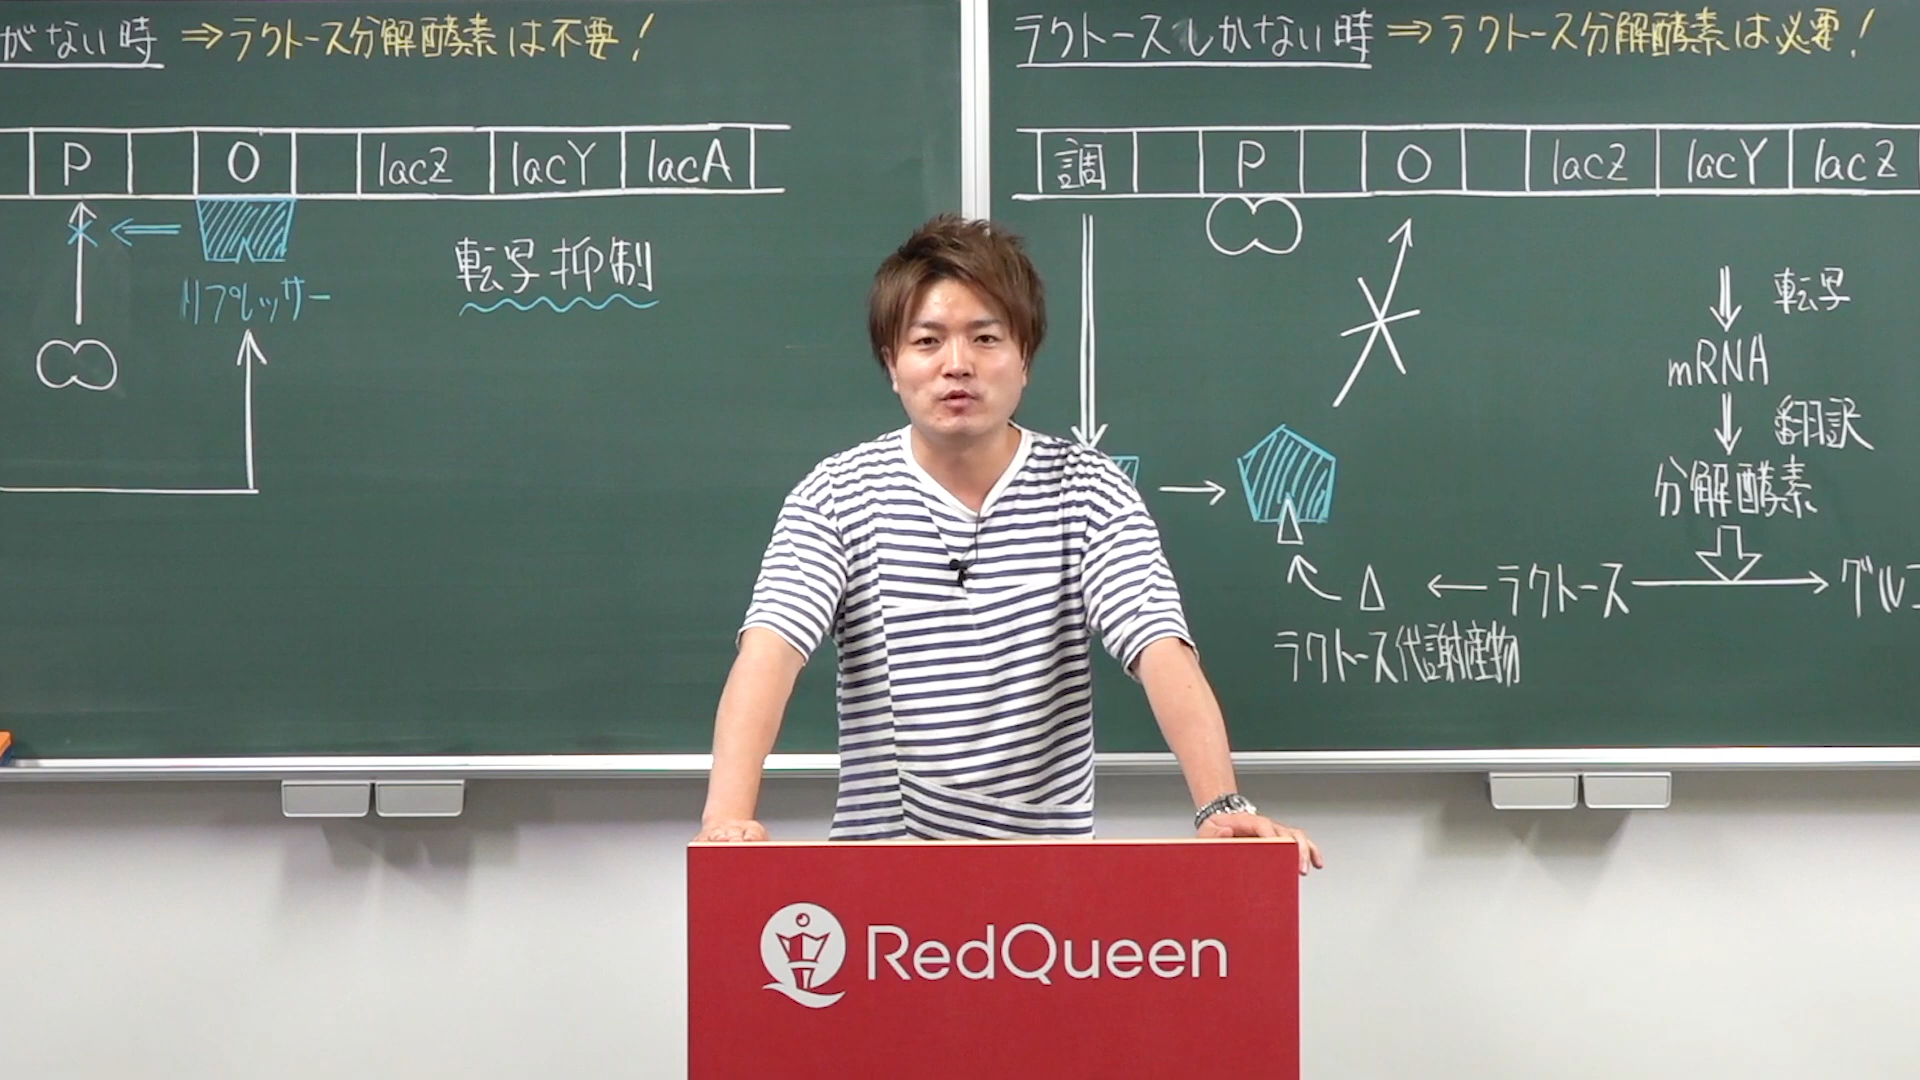 がない時 ⇒ラクトース分解酵素は不要!
P O lacZ lacY lacA
リプレッサー
転写抑制
ラクトースしかない時⇒ラクトース分解酵素は必要!
調 P O lacZ lacY lacZ
転写
mRNA
翻訳
分解酵素
ラクトース
グルコ
ラクトース代謝産物
RedQueen